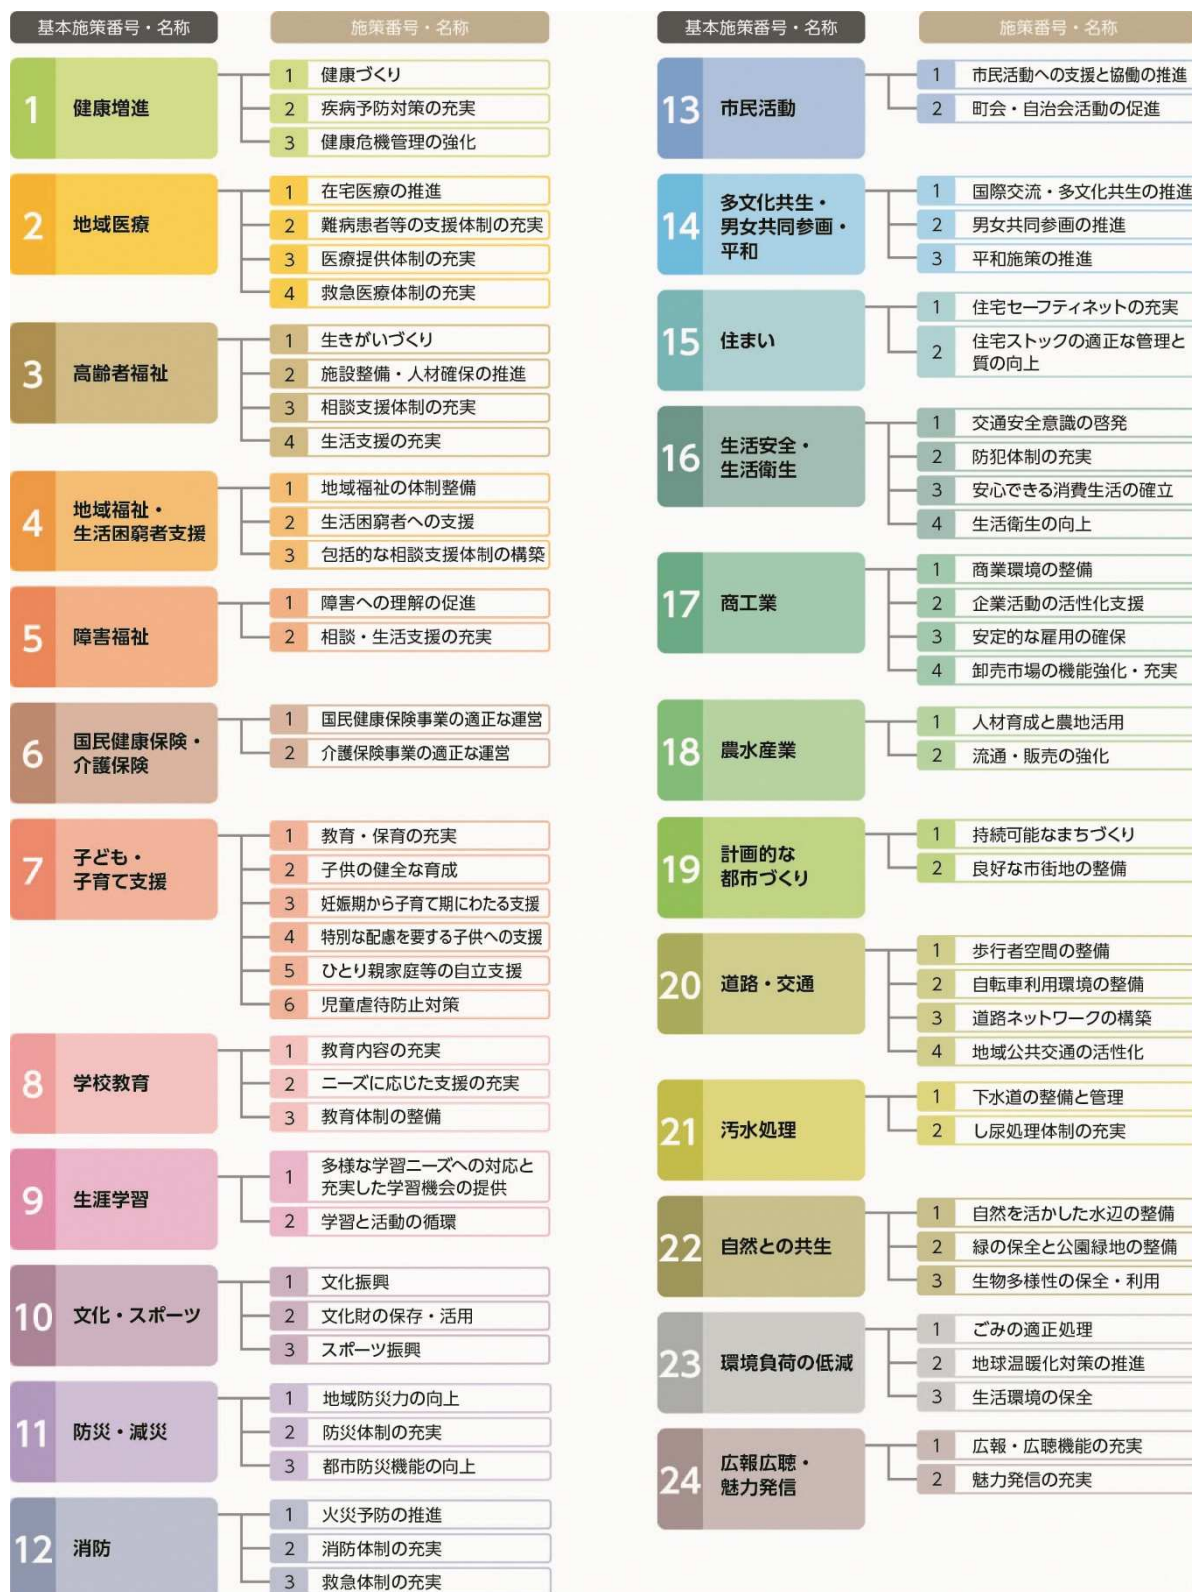 基本施策番号・名称
施策番号・名称
1
健康増進
1 健康づくり
2 疾病予防対策の充実
3 健康危機管理の強化
2
地域医療
1 在宅医療の推進
2 難病患者等の支援体制の充実
3 医療提供体制の充実
4 救急医療体制の充実
3
高齢者福祉
1 生きがいづくり
2 施設整備・人材確保の推進
3 相談支援体制の充実
4 生活支援の充実
4
地域福祉・
生活困窮者支援
1 地域福祉の体制整備
2 生活困窮者への支援
3 包括的な相談支援体制の構築
5
障害福祉
1 障害への理解の促進
2 相談・生活支援の充実
6
国民健康保険・
介護保険
1 国民健康保険事業の適正な運営
2 介護保険事業の適正な運営
7
子ども・
子育て支援
1 教育・保育の充実
2 子供の健全な育成
3 妊娠期から子育て期にわたる支援
4 特別な配慮を要する子供への支援
5 ひとり親家庭等の自立支援
6 児童虐待防止対策
8
学校教育
1 教育内容の充実
2 ニーズに応じた支援の充実
3 教育体制の整備
9
生涯学習
1 多様な学習ニーズへの対応と
充実した学習機会の提供
2 学習と活動の循環
10
文化・スポーツ
1 文化振興
2 文化財の保存・活用
3 スポーツ振興
11
防災・減災
1 地域防災力の向上
2 防災体制の充実
3 都市防災機能の向上
12
消防
1 火災予防の推進
2 消防体制の充実
3 救急体制の充実
基本施策番号・名称
施策番号・名称
13
市民活動
1 市民活動への支援と協働の推進
2 町会・自治会活動の促進
14
多文化共生・
男女共同参画・
平和
1 国際交流・多文化共生の推進
2 男女共同参画の推進
3 平和施策の推進
15
住まい
1 住宅セーフティネットの充実
2 住宅ストックの適正な管理と
質の向上
16
生活安全・
生活衛生
1 交通安全意識の啓発
2 防犯体制の充実
3 安心できる消費生活の確立
4 生活衛生の向上
17
商工業
1 商業環境の整備
2 企業活動の活性化支援
3 安定的な雇用の確保
4 卸売市場の機能強化・充実
18
農水産業
1 人材育成と農地活用
2 流通・販売の強化
19
計画的な
都市づくり
1 持続可能なまちづくり
2 良好な市街地の整備
20
道路・交通
1 歩行者空間の整備
2 自転車利用環境の整備
3 道路ネットワークの構築
4 地域公共交通の活性化
21
汚水処理
1 下水道の整備と管理
2 し尿処理体制の充実
22
自然との共生
1 自然を活かした水辺の整備
2 緑の保全と公園緑地の整備
3 生物多様性の保全・利用
23
環境負荷の低減
1 ごみの適正処理
2 地球温暖化対策の推進
3 生活環境の保全
24
広報広聴・
魅力発信
1 広報・広聴機能の充実
2 魅力発信の充実